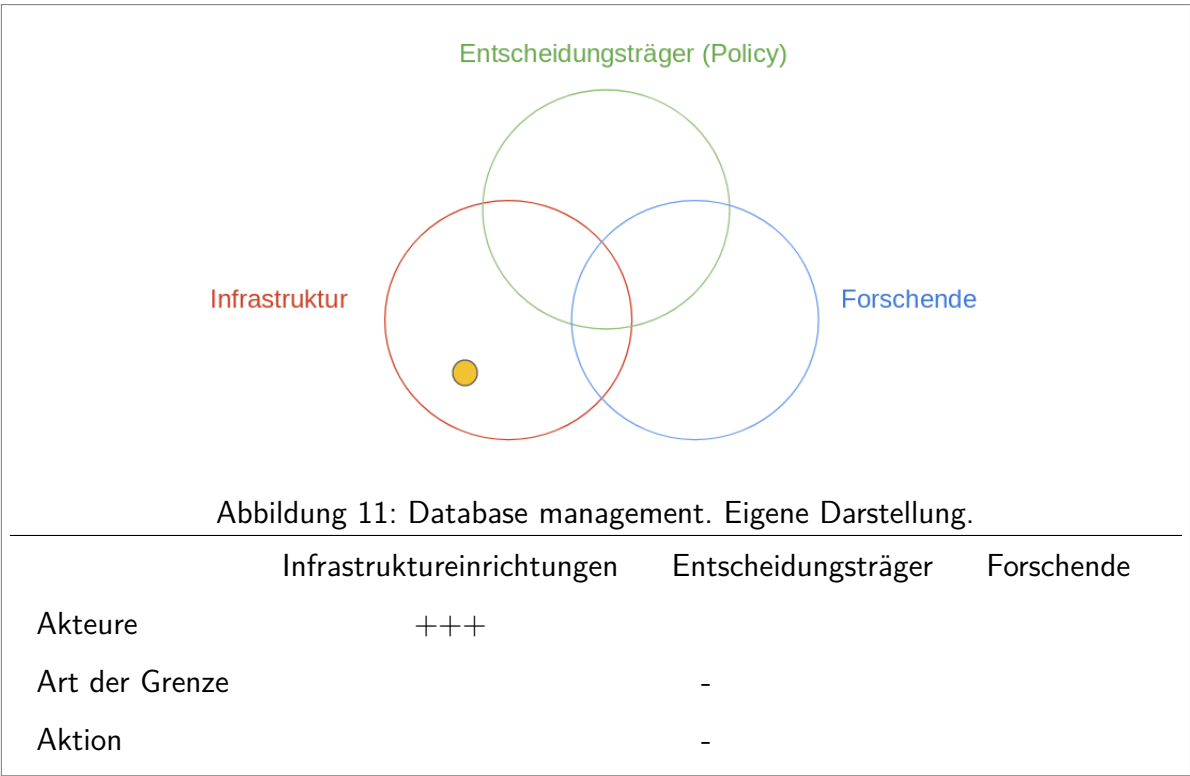 Entscheidungsträger (Policy)
Infrastruktur
Forschende
Abbildung 11: Database management. Eigene Darstellung.
Infrastruktureinrichtungen Entscheidungsträger Forschende
Akteure +++
Art der Grenze -
Aktion -